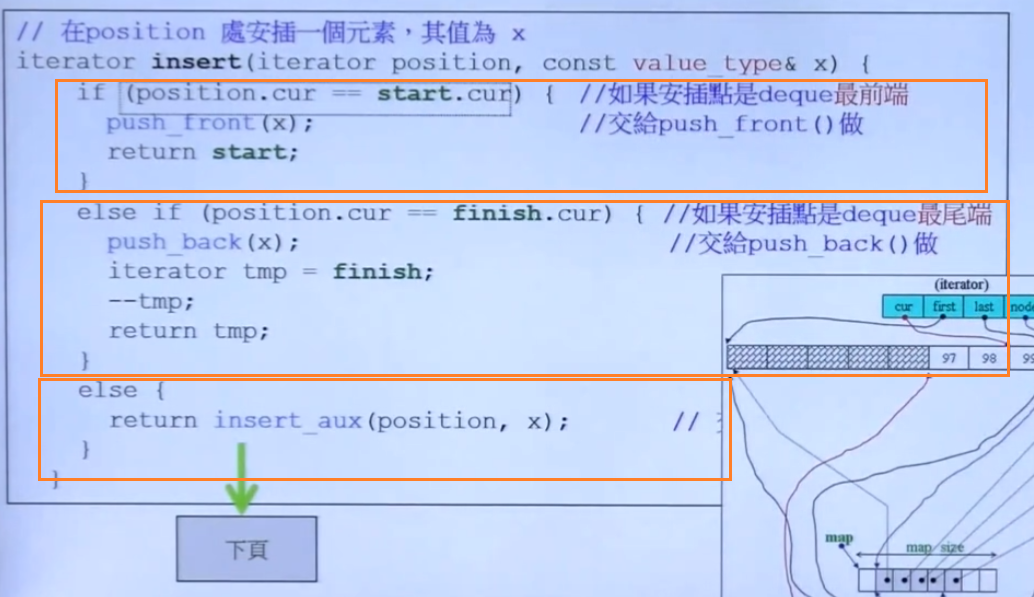 // 在position 處安插一個元素，其值為 x
iterator insert(iterator position, const value_type& x) {
if (position.cur == start.cur) { //如果安插點是deque最前端
push_front(x); //交給push_front()做
return start;
}
else if (position.cur == finish.cur) { //如果安插點是deque最尾端
push_back(x); //交給push_back()做
iterator tmp = finish;
--tmp;
return tmp;
}
else {
return insert_aux(position, x); //
}
}
下頁
(iterator)
cur first last node
97 98 99
map
map_size